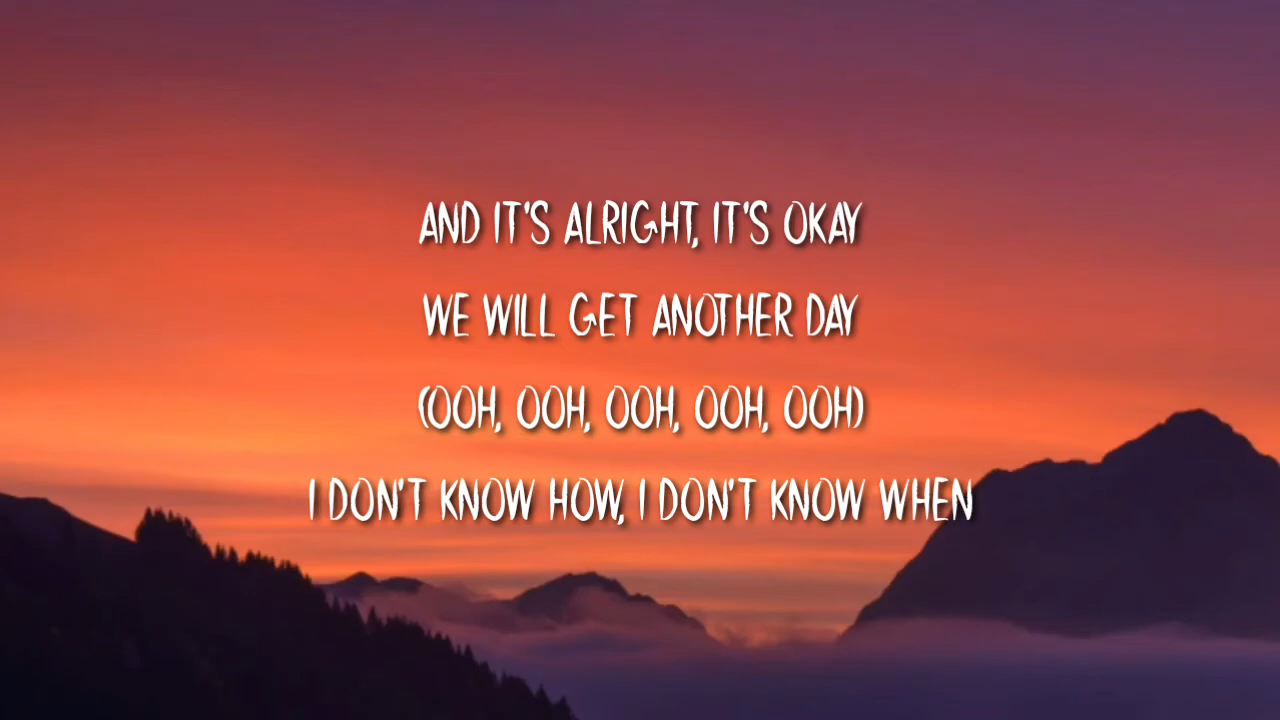 AND IT'S ALRIGHT, IT'S OKAY
WE WILL GET ANOTHER DAY
(OOH, OOH, OOH, OOH, OOH)
I DON'T KNOW HOW, I DON'T KNOW WHEN